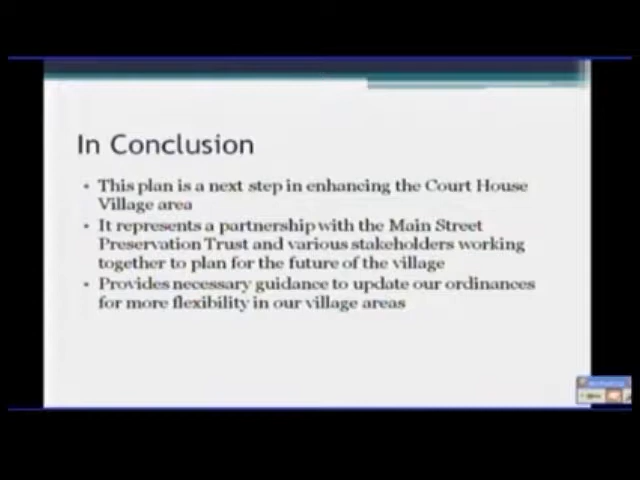 In Conclusion
• This plan is a next step in enhancing the Court House
Village area
• It represents a partnership with the Main Street
Preservation Trust and various stakeholders working
together to plan for the future of the village
• Provides necessary guidance to update our ordinances
for more flexibility in our village areas